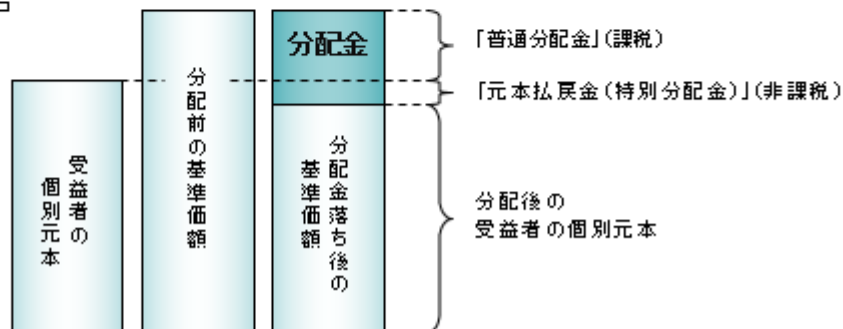 受益者の
個別元本
分配前の基準価額
分配金
分配金落ち後の
基準価額
「普通分配金」(課税)
「元本払戻金(特別分配金)」(非課税)
分配後の
受益者の個別元本